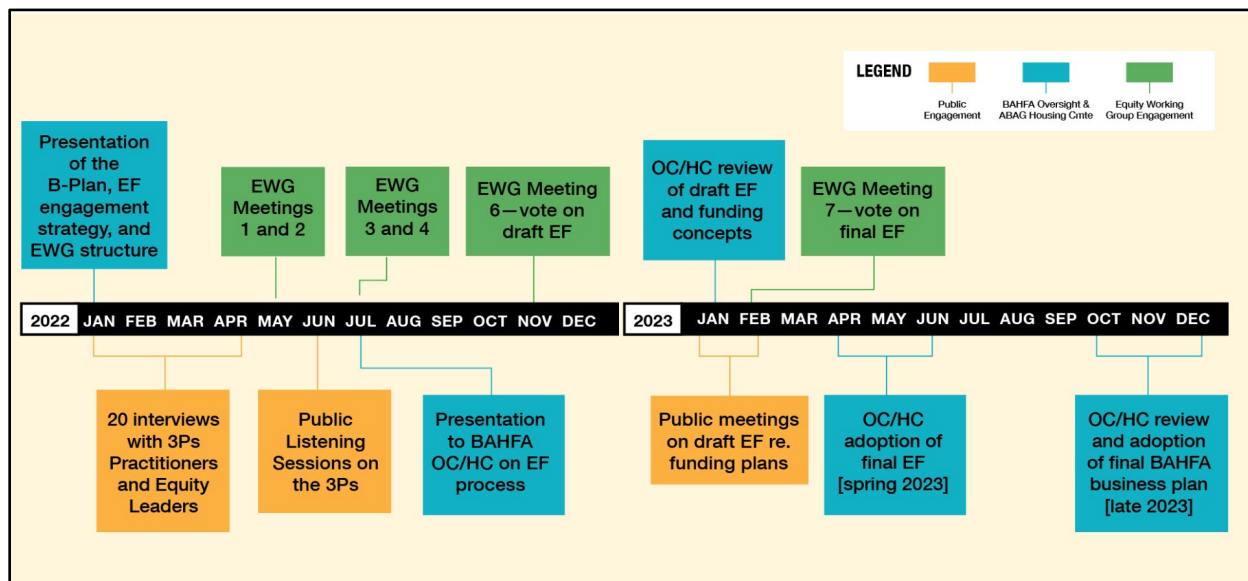 LEGEND
Public
Engagement
BAHFA Oversight &
ABAG Housing Cmte
Equity Working
Group Engagement
Presentation
of the
B-Plan, EF
engagement
strategy, and
EWG structure
EWG
Meetings
1 and 2
EWG
Meetings
3 and 4
EWG Meeting
6—vote on
draft EF
OC/HC review
of draft EF
and funding
concepts
EWG Meeting
7—vote on
final EF
2022 JAN FEB MAR APR MAY JUN JUL AUG SEP OCT NOV DEC
2023 JAN FEB MAR APR MAY JUN JUL AUG SEP OCT NOV DEC
20 interviews
with 3Ps
Practitioners
and Equity
Leaders
Public
Listening
Sessions on
the 3Ps
Presentation
to BAHFA
OC/HC on EF
process
Public meetings
on draft EF re.
funding plans
OC/HC
adoption of
final EF
[spring 2023]
OC/HC review
and adoption
of final BAHFA
business plan
[late 2023]